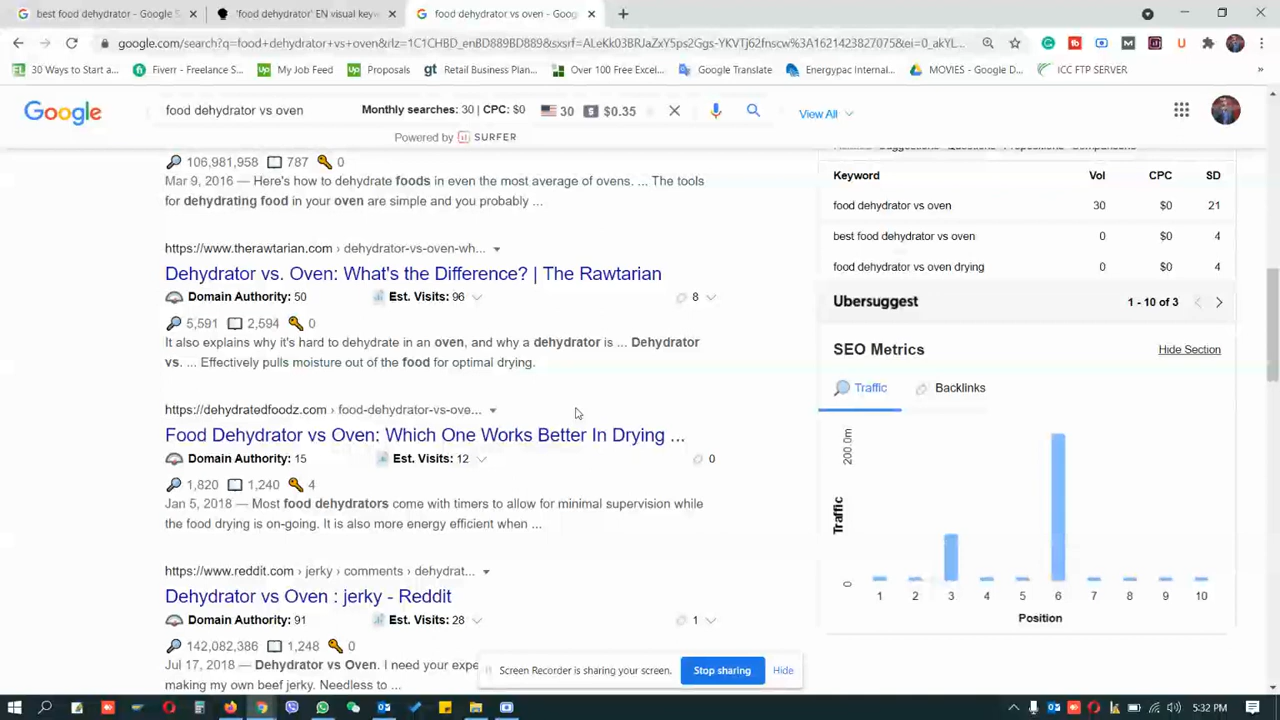 best food dehydrator - Google S
'food dehydrator' EN visual keyw
food dehydrator vs oven - Goog
google.com/search?q=food+dehydrator+vs+oven&rlz=1C1CHBD_enBD889BD889&sxsrf=ALeKk03BRJaZxY5ps2Ggs-YKVTj62fnscw%3A1621423827075&ei=0_akYL...
30 Ways to Start a...
Fiverr - Freelance S...
My Job Feed
Proposals
Retail Business Plan...
Over 100 Free Excel...
Google Translate
Energypac Internal...
MOVIES - Google D...
ICC FTP SERVER
Google
food dehydrator vs oven
Monthly searches: 30 | CPC: $0
30
$0.35
View All
Powered by SURFER
106,981,958 787 0
Mar 9, 2016 — Here's how to dehydrate foods in even the most average of ovens. ... The tools
for dehydrating food in your oven are simple and you probably ...
https://www.therawtarian.com › dehydrator-vs-oven-wh...
Dehydrator vs. Oven: What's the Difference? | The Rawtarian
Domain Authority: 50 Est. Visits: 96 8
5,591 2,594 0
It also explains why it's hard to dehydrate in an oven, and why a dehydrator is ... Dehydrator
vs. ... Effectively pulls moisture out of the food for optimal drying.
https://dehydratedfoodz.com › food-dehydrator-vs-ove...
Food Dehydrator vs Oven: Which One Works Better In Drying ...
Domain Authority: 15 Est. Visits: 12 0
1,820 1,240 4
Jan 5, 2018 — Most food dehydrators come with timers to allow for minimal supervision while
the food drying is on-going. It is also more energy efficient when ...
https://www.reddit.com › jerky › comments › dehydrat...
Dehydrator vs Oven : jerky - Reddit
Domain Authority: 91 Est. Visits: 28 1
142,082,386 1,248 0
Jul 17, 2018 — Dehydrator vs Oven. I need your expe
making my own beef jerky. Needless to ...
Keyword Vol CPC SD
food dehydrator vs oven 30 $0 21
best food dehydrator vs oven 0 $0 4
food dehydrator vs oven drying 0 $0 4
Ubersuggest 1 - 10 of 3
SEO Metrics Hide Section
Traffic Backlinks
200.0m
Traffic
0
1 2 3 4 5 6 7 8 9 10
Position
Screen Recorder is sharing your screen. Stop sharing Hide
5:32 PM